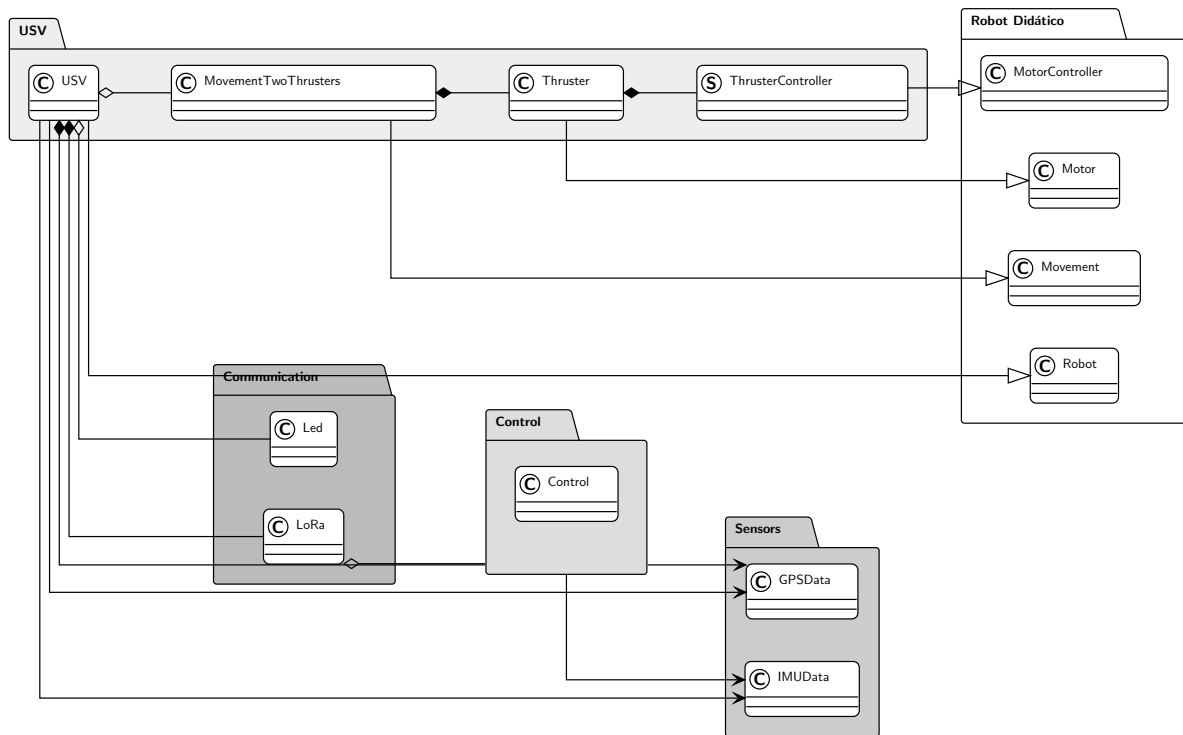 USV
Robot Didático
C USV
C MovementTwoThrusters
C Thruster
S ThrusterController
C MotorController
C Motor
C Movement
C Robot
Communication
C Led
C LoRa
Control
C Control
Sensors
C GPSData
C IMUData